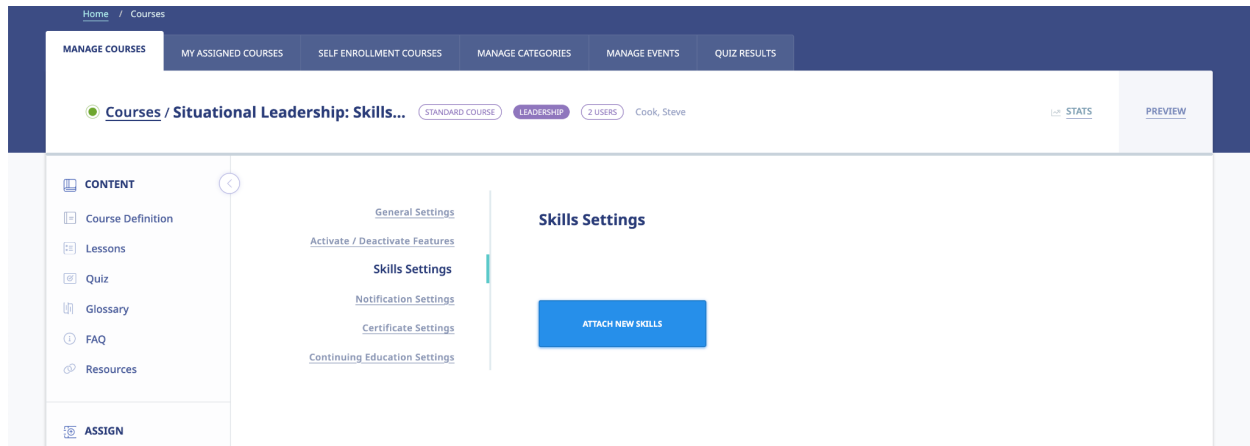 Home / Courses
MANAGE COURSES
MY ASSIGNED COURSES
SELF ENROLLMENT COURSES
MANAGE CATEGORIES
MANAGE EVENTS
QUIZ RESULTS
Courses / Situational Leadership: Skills... STANDARD COURSE LEADERSHIP 2 USERS Cook, Steve STATS PREVIEW
CONTENT
Course Definition
Lessons
Quiz
Glossary
FAQ
Resources
ASSIGN
General Settings
Activate / Deactivate Features
Skills Settings
Notification Settings
Certificate Settings
Continuing Education Settings
Skills Settings
ATTACH NEW SKILLS